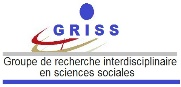 GRISS
Groupe de recherche interdisciplinaire
en sciences sociales